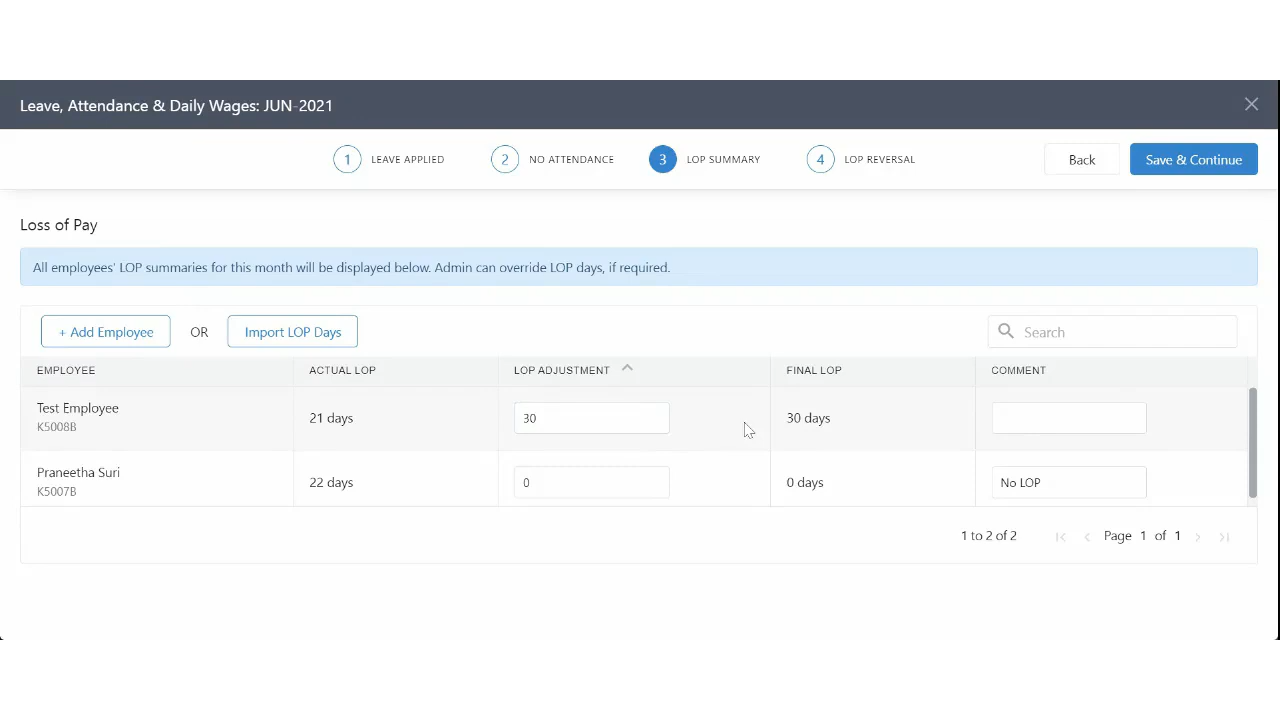 Leave, Attendance & Daily Wages: JUN-2021
1 LEAVE APPLIED 2 NO ATTENDANCE 3 LOP SUMMARY 4 LOP REVERSAL Back Save & Continue
Loss of Pay
All employees' LOP summaries for this month will be displayed below. Admin can override LOP days, if required.
+ Add Employee OR Import LOP Days Search
EMPLOYEE ACTUAL LOP LOP ADJUSTMENT FINAL LOP COMMENT
Test Employee
K5008B
21 days 30 30 days
Praneetha Suri
K5007B
22 days 0 0 days No LOP
1 to 2 of 2 Page 1 of 1